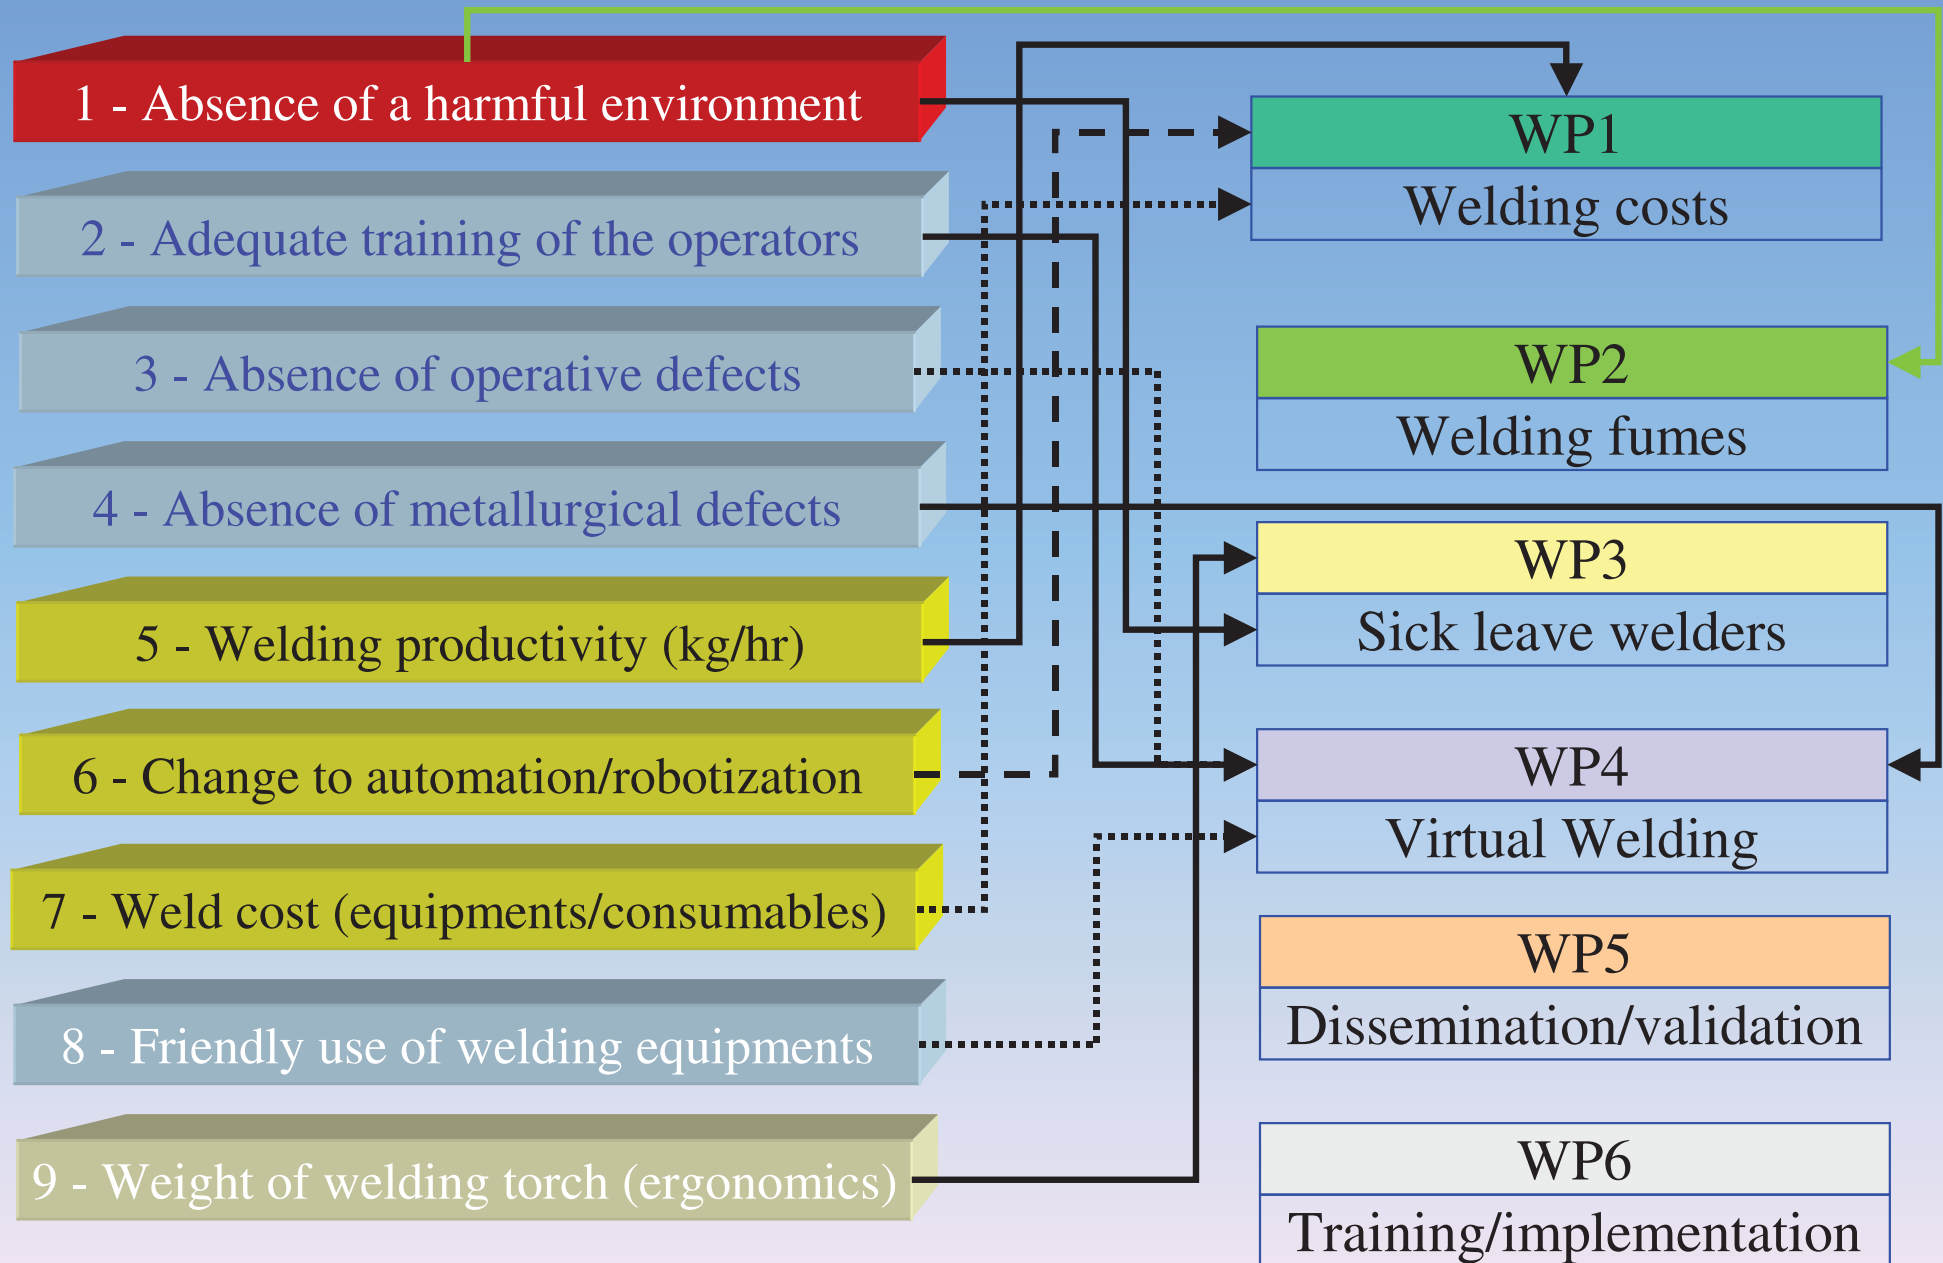 1 - Absence of a harmful environment
2 - Adequate training of the operators
3 - Absence of operative defects
4 - Absence of metallurgical defects
5 - Welding productivity (kg/hr)
6 - Change to automation/robotization
7 - Weld cost (equipments/consumables)
8 - Friendly use of welding equipments
9 - Weight of welding torch (ergonomics)
WP1
Welding costs
WP2
Welding fumes
WP3
Sick leave welders
WP4
Virtual Welding
WP5
Dissemination/validation
WP6
Training/implementation